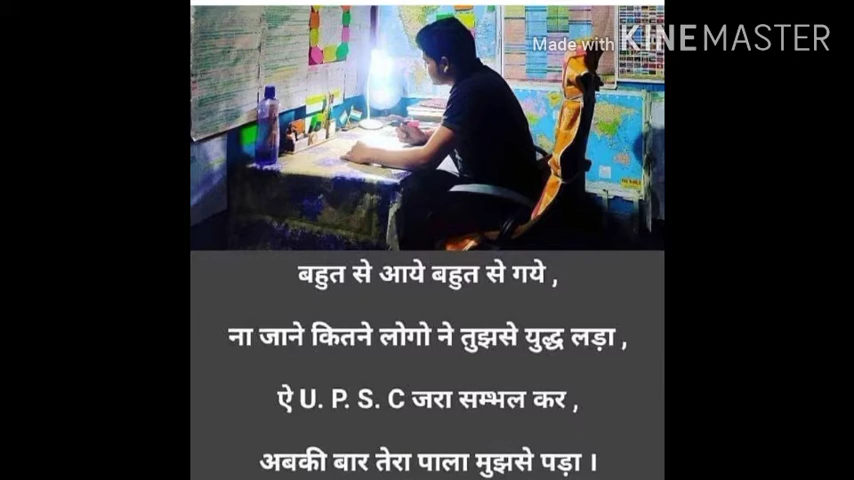 Made with KINEMASTER
बहुत से आये बहुत से गये ,
ना जाने कितने लोगो ने तुझसे युद्ध लड़ा ,
ऐ U. P. S. C जरा सम्भल कर ,
अबकी बार तेरा पाला मुझसे पड़ा ।